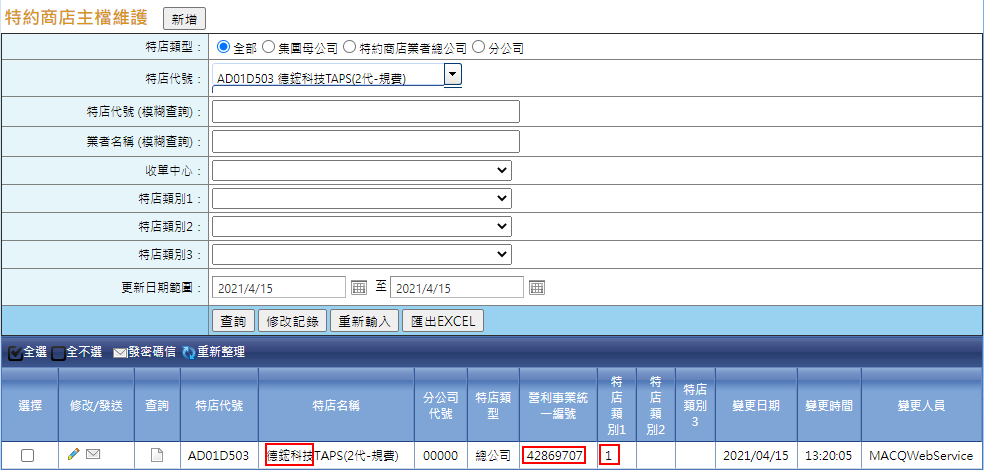 特約商店主檔維護 新增
特店類型： 全部 集團母公司 特約商店業者總公司 分公司
特店代號： AD01D503 德鋐科技TAPS(2代-規費)
特店代號 (模糊查詢)：
業者名稱 (模糊查詢)：
收單中心：
特店類別1：
特店類別2：
特店類別3：
更新日期範圍： 2021/4/15 至 2021/4/15
查詢 修改記錄 重新輸入 匯出EXCEL
全選 全不選 發密碼信 重新整理
選擇 修改/發送 查詢 特店代號 特店名稱 分公司代號 特店類型 營利事業統一編號 特店類別1 特店類別2 特店類別3 變更日期 變更時間 變更人員
AD01D503 德鋐科技TAPS(2代-規費) 00000 總公司 42869707 1 2021/04/15 13:20:05 MACQWebService